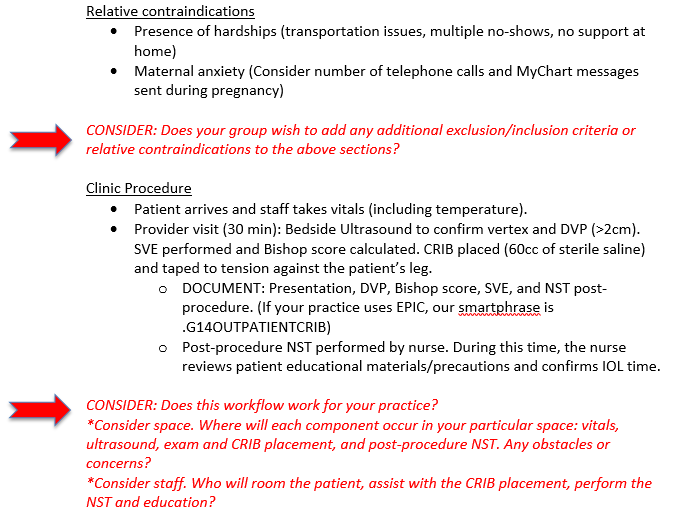 Relative contraindications
• Presence of hardships (transportation issues, multiple no-shows, no support at
home)
• Maternal anxiety (Consider number of telephone calls and MyChart messages
sent during pregnancy)
CONSIDER: Does your group wish to add any additional exclusion/inclusion criteria or
relative contraindications to the above sections?
Clinic Procedure
• Patient arrives and staff takes vitals (including temperature).
• Provider visit (30 min): Bedside Ultrasound to confirm vertex and DVP (>2cm).
SVE performed and Bishop score calculated. CRIB placed (60cc of sterile saline)
and taped to tension against the patient's leg.
o DOCUMENT: Presentation, DVP, Bishop score, SVE, and NST post-
procedure. (If your practice uses EPIC, our smartphrase is
.G14OUTPATIENTCRIB)
o Post-procedure NST performed by nurse. During this time, the nurse
reviews patient educational materials/precautions and confirms IOL time.
CONSIDER: Does this workflow work for your practice?
*Consider space. Where will each component occur in your particular space: vitals,
ultrasound, exam and CRIB placement, and post-procedure NST. Any obstacles or
concerns?
*Consider staff. Who will room the patient, assist with the CRIB placement, perform the
NST and education?